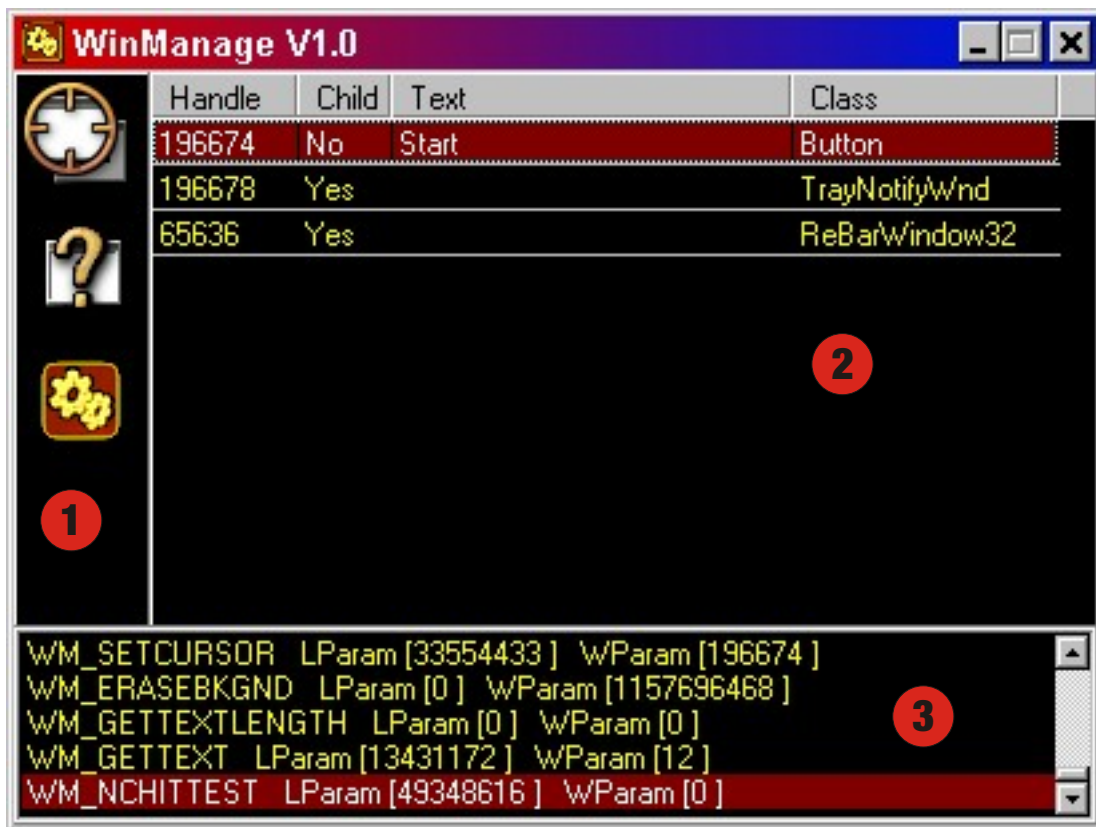 WinManage V1.0
Handle Child Text Class
196674 No Start Button
196678 Yes TrayNotifyWnd
65636 Yes ReBarWindow32
2
1
WM_SETCURSOR LParam [33554433 ] WParam [196674 ]
WM_ERASEBKGND LParam [0 ] WParam [1157696468 ]
WM_GETTEXTLENGTH LParam [0 ] WParam [0 ]
3
WM_GETTEXT LParam [13431172 ] WParam [12 ]
WM_NCHITTEST LParam [49348616 ] WParam [0 ]